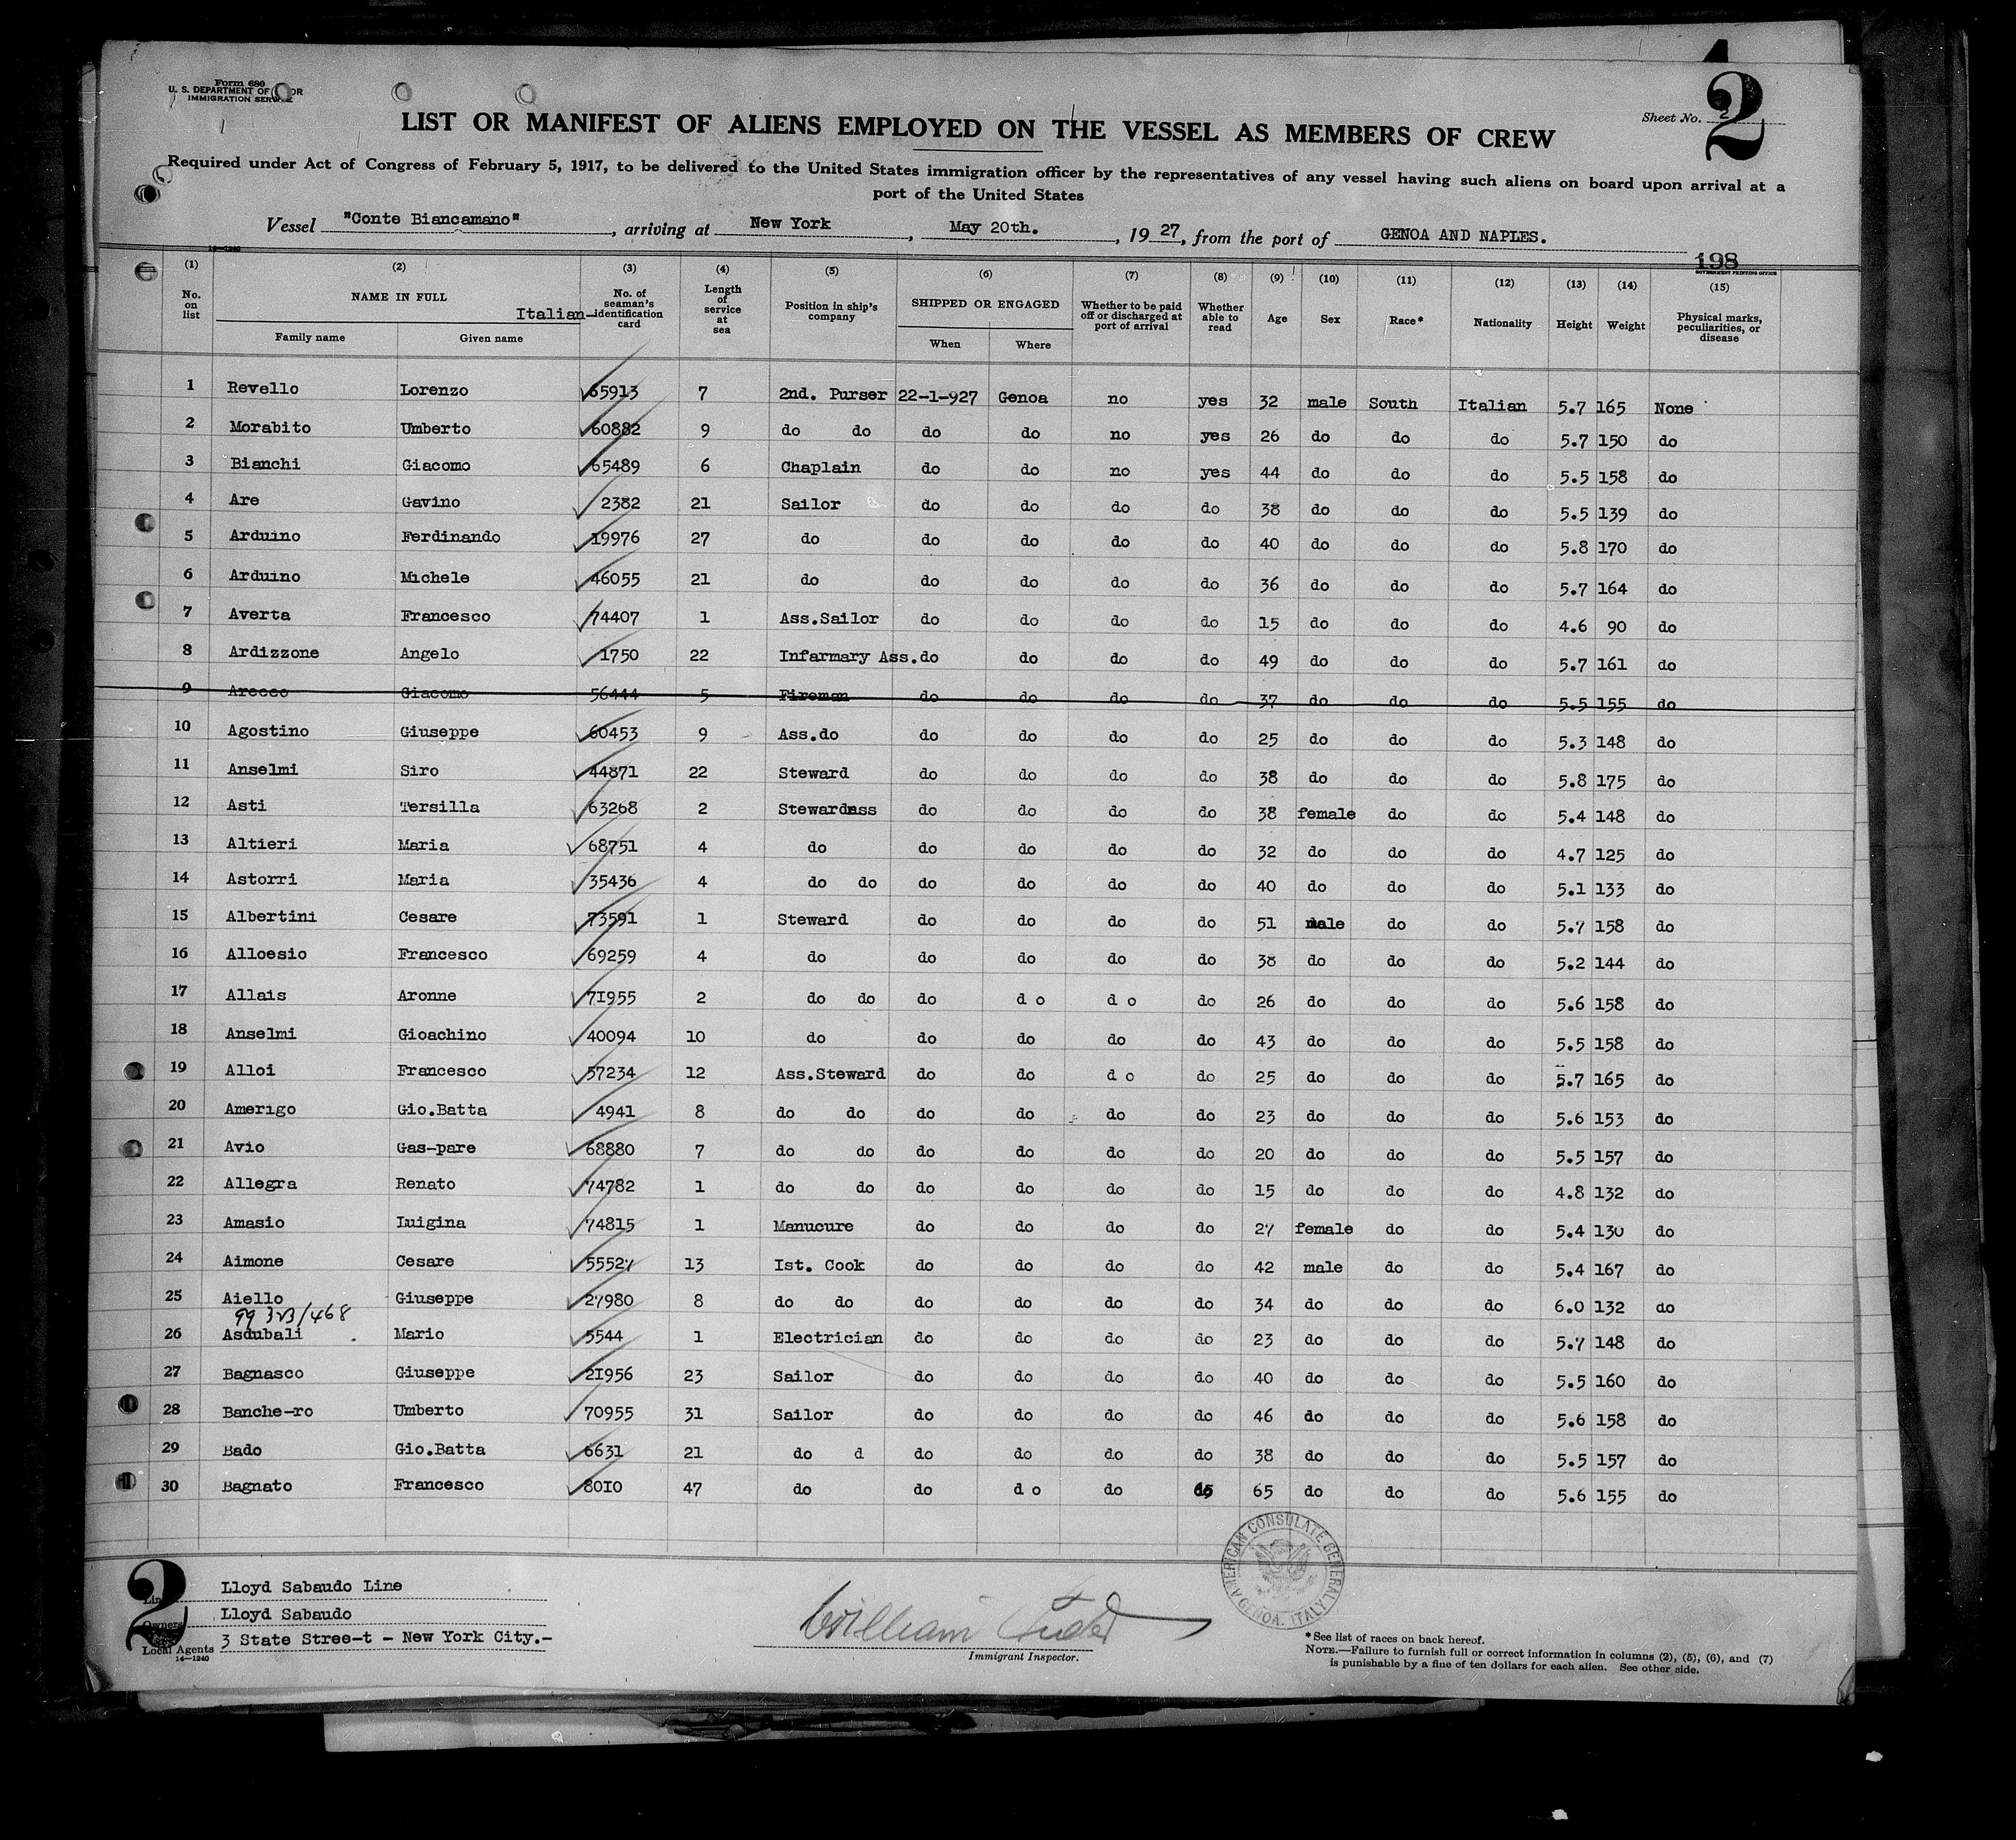 Form 680
U. S. DEPARTMENT OF OR
IMMIGRATION SERVICE
2
Sheet No. 2
LIST OR MANIFEST OF ALIENS EMPLOYED ON THE VESSEL AS MEMBERS OF CREW
Required under Act of Congress of February 5, 1917, to be delivered to the United States immigration officer by the representatives of any vessel having such aliens on board upon arrival at a
port of the United States
Vessel "Conte Biancamano", arriving at New York, May 20th., 1927, from the port of GENOA AND NAPLES.
14—1240
198
GOVERNMENT PRINTING OFFICE
(1) (2) (3) (4) (5) (6) (7) (8) (9) (10) (11) (12) (13) (14) (15)
No. on list NAME IN FULL Family name Given name Italian- No. of seaman's identification card Length of service at sea Position in ship's company SHIPPED OR ENGAGED When Where Whether to be paid off or discharged at port of arrival Whether able to read Age Sex Race* Nationality Height Weight Physical marks, peculiarities, or disease
1 Revello Lorenzo 65913 7 2nd. Purser 22-1-927 Genoa no yes 32 male South Italian 5.7 165 None
2 Morabito Umberto 60882 9 do do do do no yes 26 do do do 5.7 150 do
3 Bianchi Giacomo 65489 6 Chaplain do do no yes 44 do do do 5.5 158 do
4 Are Gavino 2382 21 Sailor do do do do 38 do do do 5.5 139 do
5 Arduino Ferdinando 19976 27 do do do do do 40 do do do 5.8 170 do
6 Arduino Michele 46055 21 do do do do do 36 do do do 5.7 164 do
7 Averta Francesco 74407 1 Ass.Sailor do do do do 15 do do do 4.6 90 do
8 Ardizzone Angelo 1750 22 Infarmary Ass.do do do do 49 do do do 5.7 161 do
9 Arocco Giacomo 56444 5 Fireman do do do do 37 do do do 5.5 155 do
10 Agostino Giuseppe 60453 9 Ass.do do do do do 25 do do do 5.3 148 do
11 Anselmi Siro 44871 22 Steward do do do do 38 do do do 5.8 175 do
12 Asti Tersilla 63268 2 Stewardess do do do do 38 female do do 5.4 148 do
13 Altieri Maria 68751 4 do do do do do 32 do do do 4.7 125 do
14 Astorri Maria 35436 4 do do do do do do 40 do do do 5.1 133 do
15 Albertini Cesare 73591 1 Steward do do do do 51 male do do 5.7 158 do
16 Alloesio Francesco 69259 4 do do do do do 38 do do do 5.2 144 do
17 Allais Aronne 71955 2 do do do d o d o do 26 do do do 5.6 158 do
18 Anselmi Gioachino 40094 10 do do do do do 43 do do do 5.5 158 do
19 Alloi Francesco 57234 12 Ass.Steward do do d o do 25 do do do 5.7 165 do
20 Amerigo Gio.Batta 4941 8 do do do do do do 23 do do do 5.6 153 do
21 Avio Gas-pare 68880 7 do do do do do do 20 do do do 5.5 157 do
22 Allegra Renato 74782 1 do do do do do do 15 do do do 4.8 132 do
23 Amasio Luigina 74815 1 Manucure do do do do 27 female do do 5.4 130 do
24 Aimone Cesare 55527 13 Ist. Cook do do do do 42 male do do 5.4 167 do
25 Aiello Giuseppe 27980 8 do do do do do do 34 do do do 6.0 132 do
26 Asdubali Mario 5544 1 Electrician do do do do 23 do do do 5.7 148 do
27 Bagnasco Giuseppe 21956 23 Sailor do do do do 40 do do do 5.5 160 do
28 Banche-ro Umberto 70955 31 Sailor do do do do 46 do do do 5.6 158 do
29 Bado Gio.Batta 6631 21 do d do do do do 38 do do do 5.5 157 do
30 Bagnato Francesco 8010 47 do do d o do do 65 do do do 5.6 155 do
AMERICAN CONSULATE GENERAL GENOA, ITALY
2
Line Lloyd Sabaudo Line
Owners Lloyd Sabaudo
Local Agents 3 State Stree-t - New York City.-
14—1240
William
Immigrant Inspector.
*See list of races on back hereof.
NOTE.—Failure to furnish full or correct information in columns (2), (5), (6), and (7)
is punishable by a fine of ten dollars for each alien. See other side.